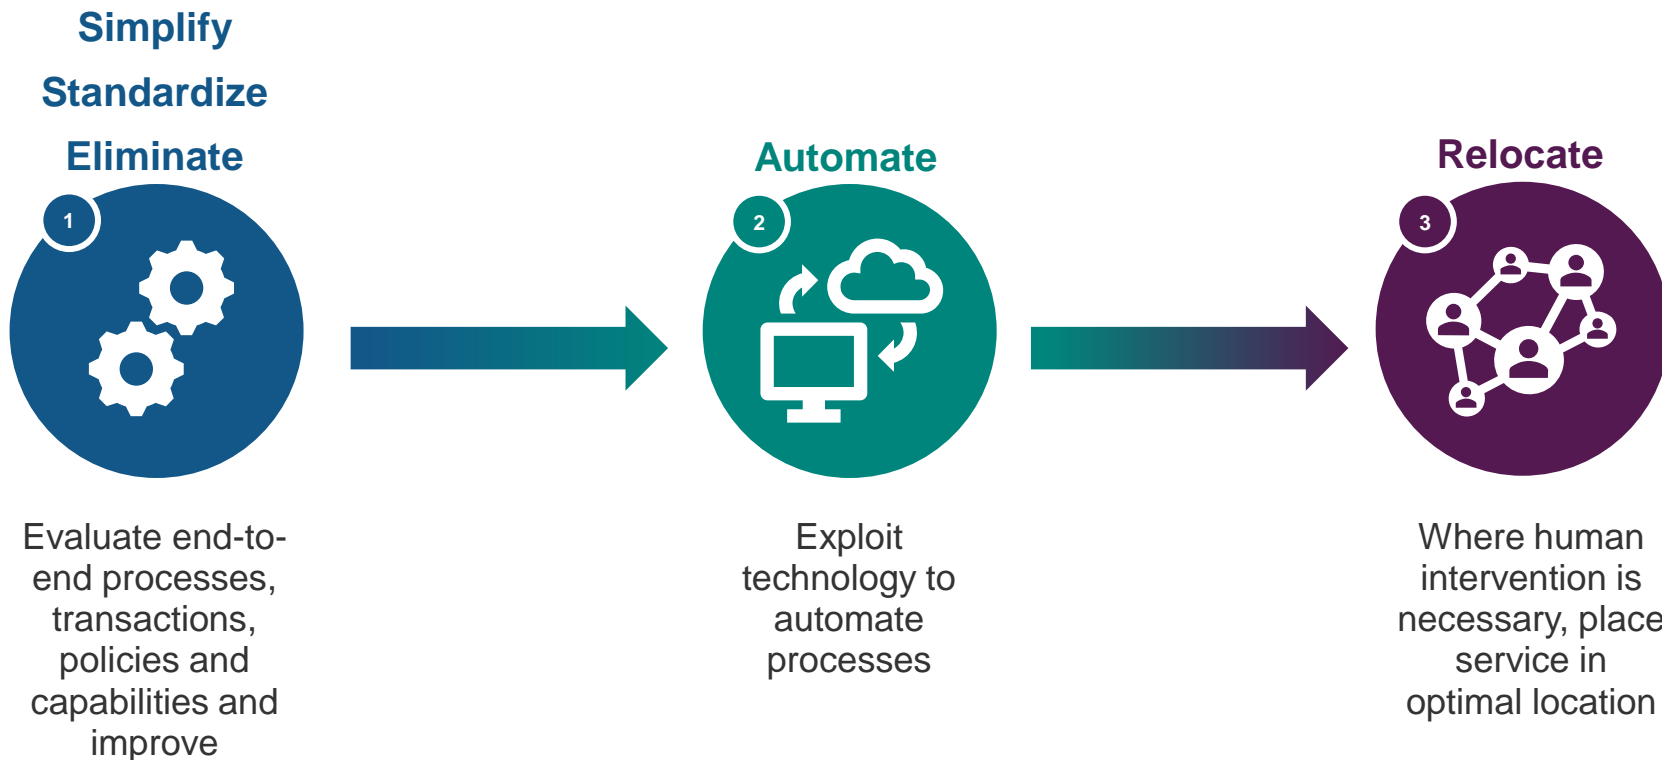 Simplify
Standardize
Eliminate
1
Evaluate end-to-
end processes,
transactions,
policies and
capabilities and
improve
Automate
2
Exploit
technology to
automate
processes
Relocate
3
Where human
intervention is
necessary, place
service in
optimal location